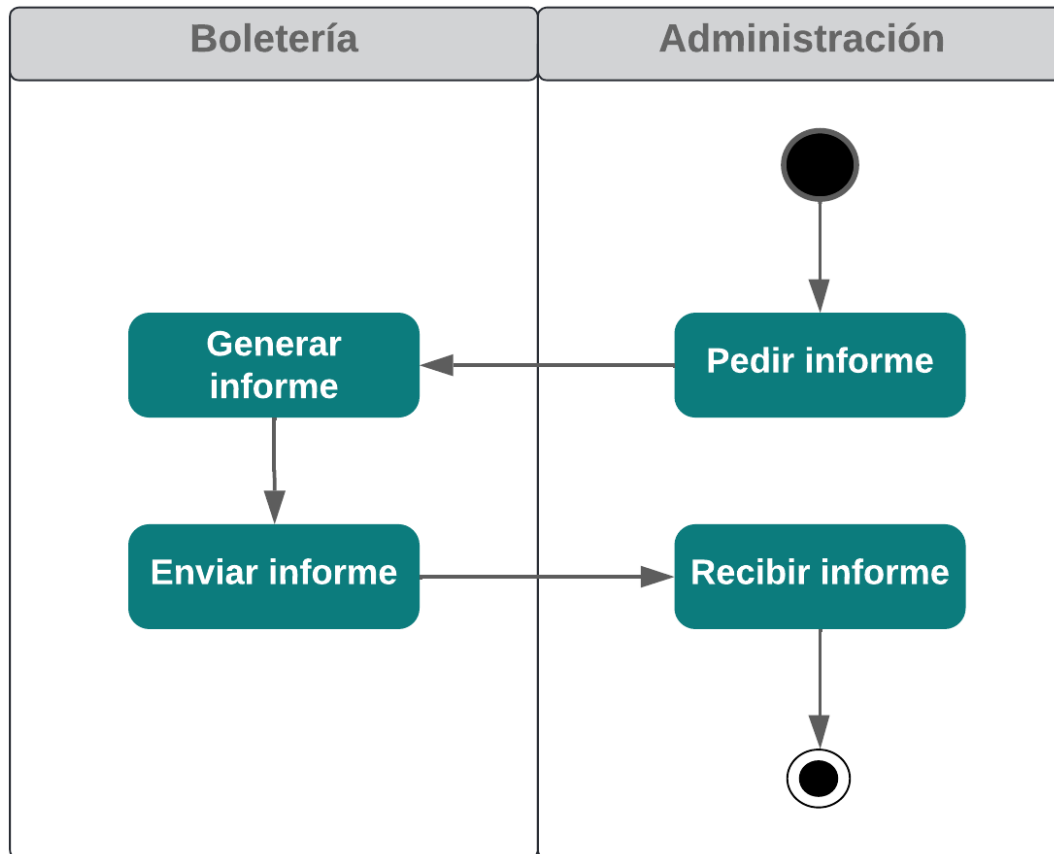 Boletería
Administración
Generar
informe
Pedir informe
Enviar informe
Recibir informe